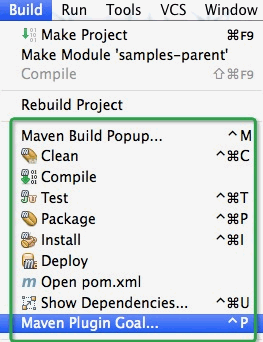 Build Run Tools VCS Window
Make Project ⌘F9
Make Module 'samples-parent'
Compile ⇧⌘F9
Rebuild Project
Maven Build Popup... ^M
Clean ^⌘C
Compile
Test ^⌘T
Package ^⌘P
Install ^⌘I
Deploy
m Open pom.xml
Show Dependencies... ^⌘U
Maven Plugin Goal... ^P